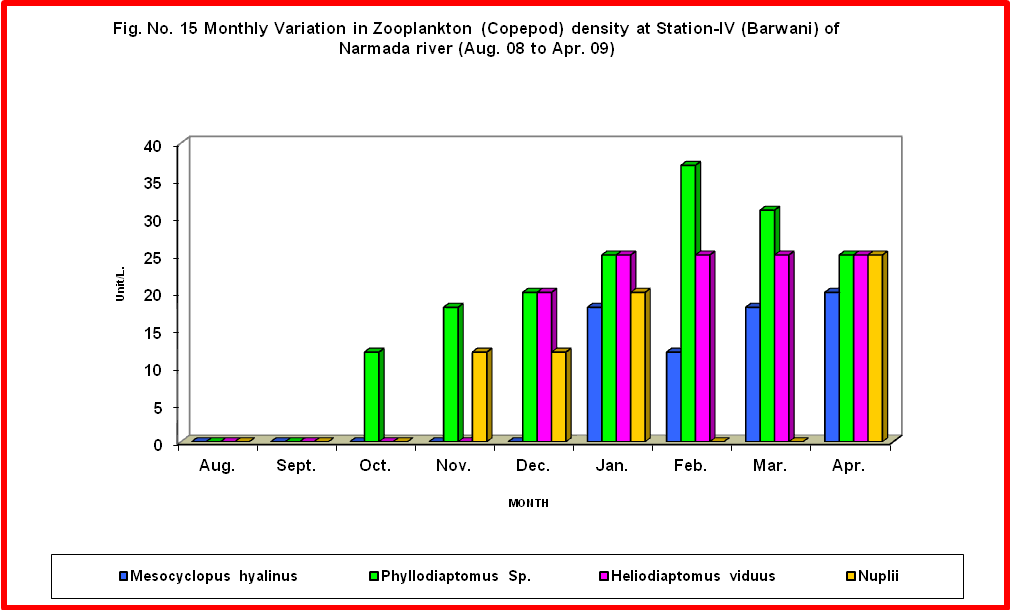 Fig. No. 15 Monthly Variation in Zooplankton (Copepod) density at Station-IV (Barwani) of
Narmada river (Aug. 08 to Apr. 09)
40
35
30
25
20
15
10
5
0
Unit/L.
Aug. Sept. Oct. Nov. Dec. Jan. Feb. Mar. Apr.
MONTH
Mesocyclopus hyalinus Phyllodiaptomus Sp. Heliodiaptomus viduus Nuplii